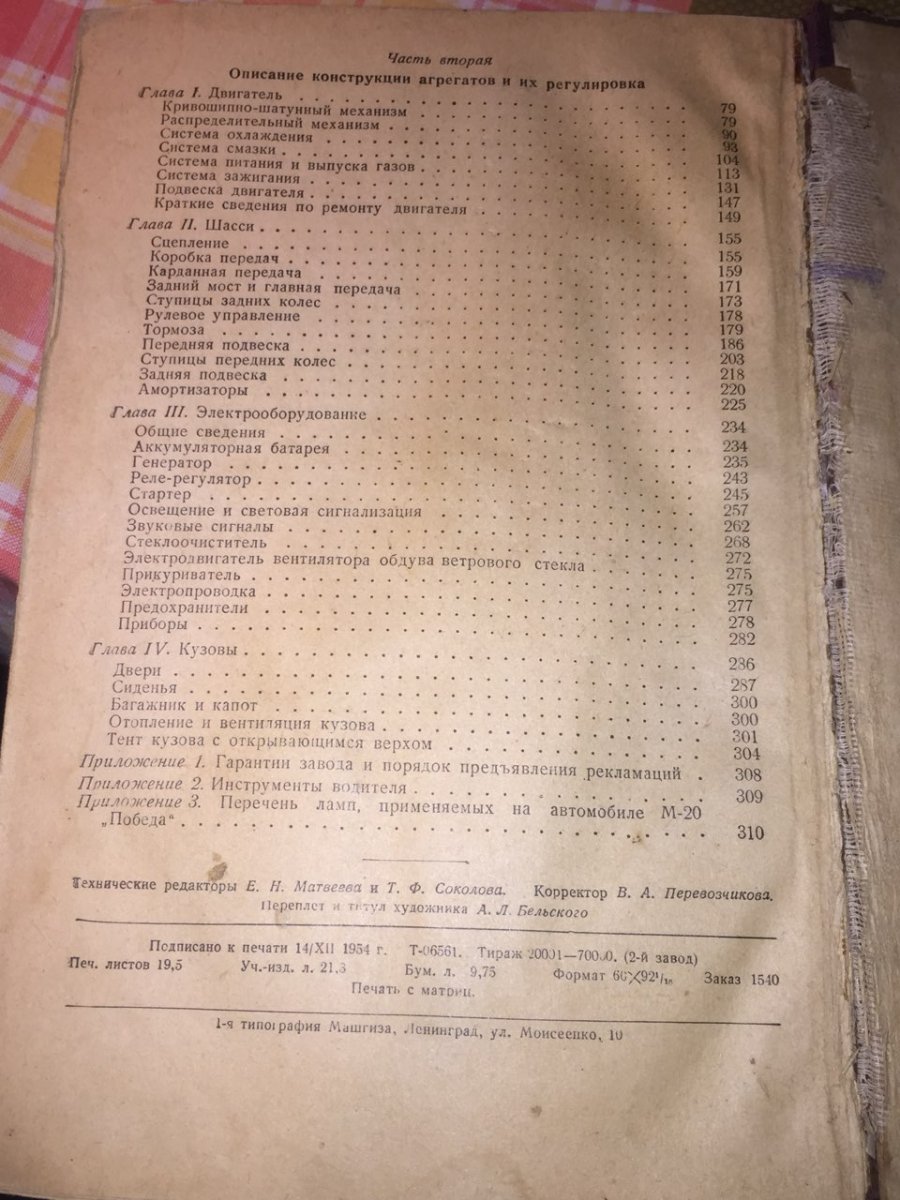 Часть вторая
Описание конструкции агрегатов и их регулировка
Глава I. Двигатель . . . 79
Кривошипно-шатунный механизм . . . 79
Распределительный механизм . . . 90
Система охлаждения . . . 93
Система смазки . . . 104
Система питания и выпуска газов . . . 113
Система зажигания . . . 131
Подвеска двигателя . . . 147
Краткие сведения по ремонту двигателя . . . 149
Глава II. Шасси . . . 155
Сцепление . . . 155
Коробка передач . . . 159
Карданная передача . . . 171
Задний мост и главная передача . . . 173
Ступицы задних колес . . . 178
Рулевое управление . . . 179
Тормоза . . . 186
Передняя подвеска . . . 203
Ступицы передних колес . . . 218
Задняя подвеска . . . 220
Амортизаторы . . . 225
Глава III. Электрооборудование . . . 234
Общие сведения . . . 234
Аккумуляторная батарея . . . 235
Генератор . . . 243
Реле-регулятор . . . 245
Стартер . . . 257
Освещение и световая сигнализация . . . 262
Звуковые сигналы . . . 268
Стеклоочиститель . . . 272
Электродвигатель вентилятора обдува ветрового стекла . . . 275
Прикуриватель . . . 275
Электропроводка . . . 277
Предохранители . . . 278
Приборы . . . 282
Глава IV. Кузовы . . . 286
Двери . . . 287
Сиденья . . . 300
Багажник и капот . . . 300
Отопление и вентиляция кузова . . . 301
Тент кузова с открывающимся верхом . . . 304
Приложение 1. Гарантии завода и порядок предъявления рекламаций . 308
Приложение 2. Инструменты водителя . . . 309
Приложение 3. Перечень ламп, применяемых на автомобиле М-20
„Победа“ . . . 310
Технические редакторы Е. Н. Матвеева и Т. Ф. Соколова. Корректор В. А. Перевозчикова.
Переплет и титул художника А. Л. Бельского
Подписано к печати 14/XII 1954 г. Т-06561. Тираж 20001—70000. (2-й завод)
Печ. листов 19,5 Уч.-изд. л. 21,3 Бум. л. 9,75 Формат 60×92¹/₁₆ Заказ 1540
Печать с матриц.
1-я типография Машгиза, Ленинград, ул. Моисеенко, 10